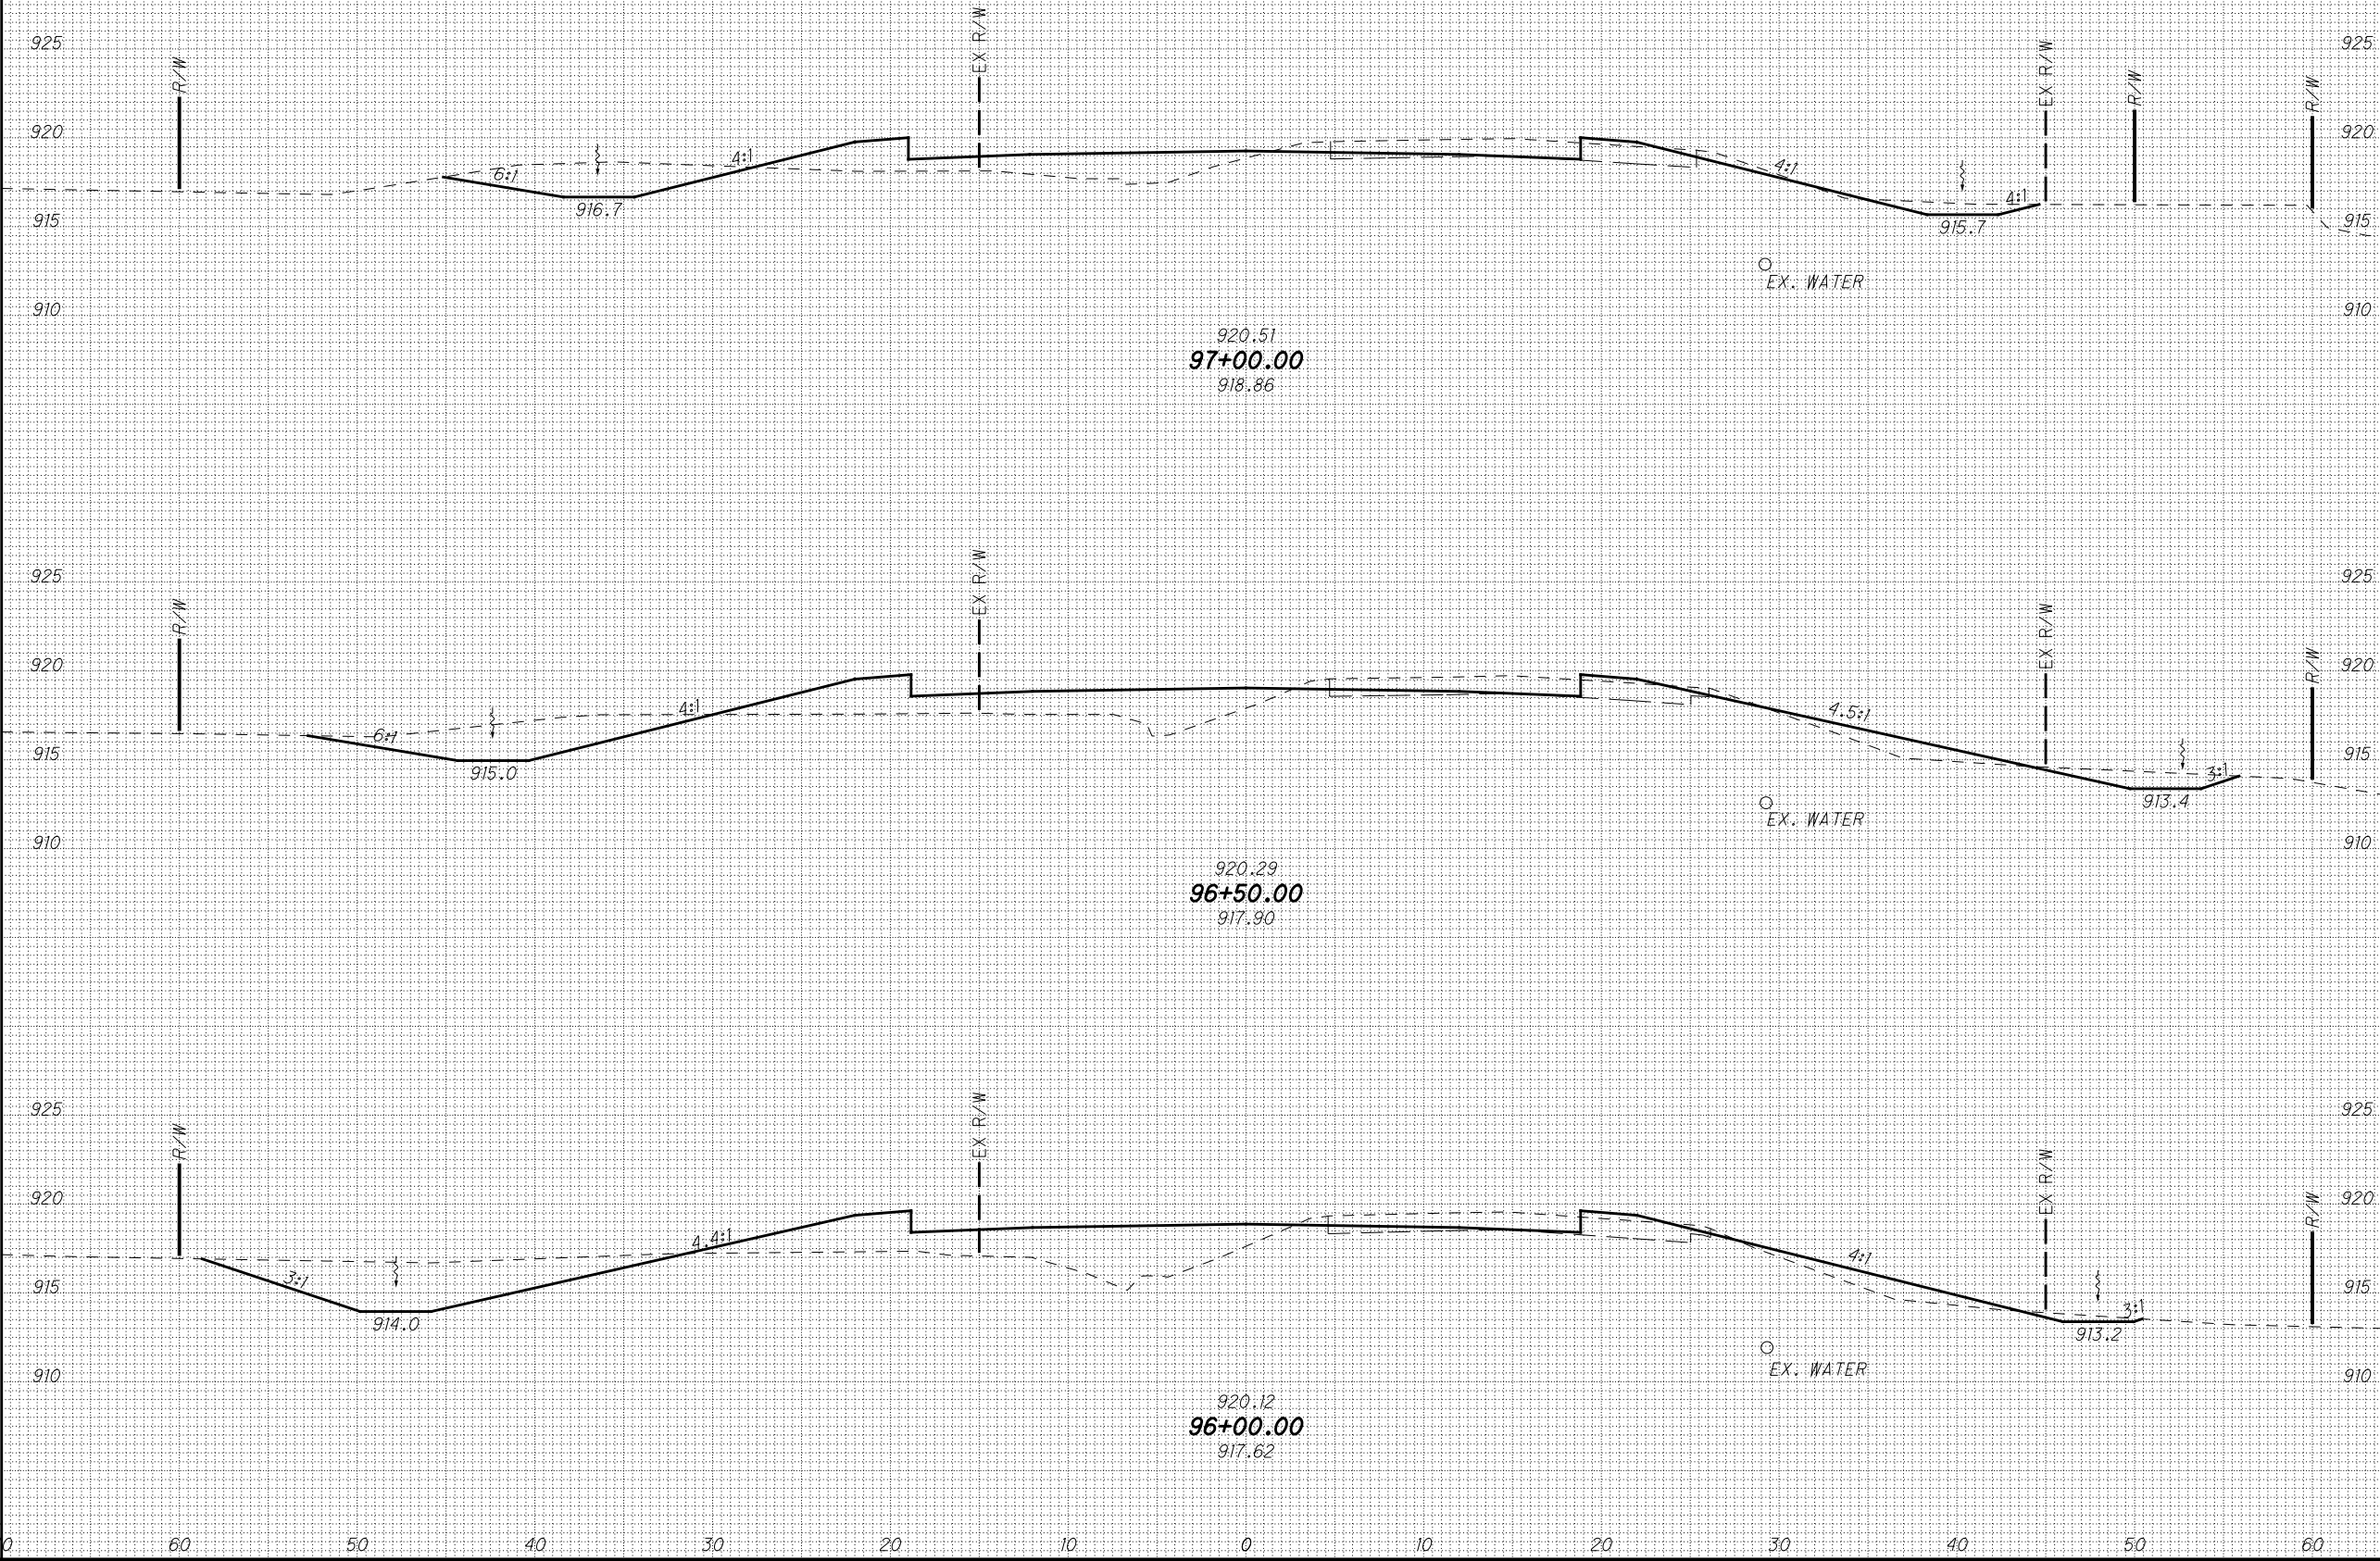 EX R/W
925 925
R/W EX R/W R/W R/W
920 920
4:1 4:1
6:1 4:1
916.7
915 915.7 915
EX. WATER
910 910
920.51
97+00.00
918.86
EX R/W
925 925
R/W EX R/W
920 R/W 920
4:1 4.5:1
6:1
915 915
915.0 3:1
913.4
EX. WATER
910 910
920.29
96+50.00
917.90
EX R/W
925 925
R/W EX R/W
920 R/W 920
4.4:1 4:1
3:1
915 915
914.0 3:1
913.2
EX. WATER
910 910
920.12
96+00.00
917.62
0 60 50 40 30 20 10 0 10 20 30 40 50 60